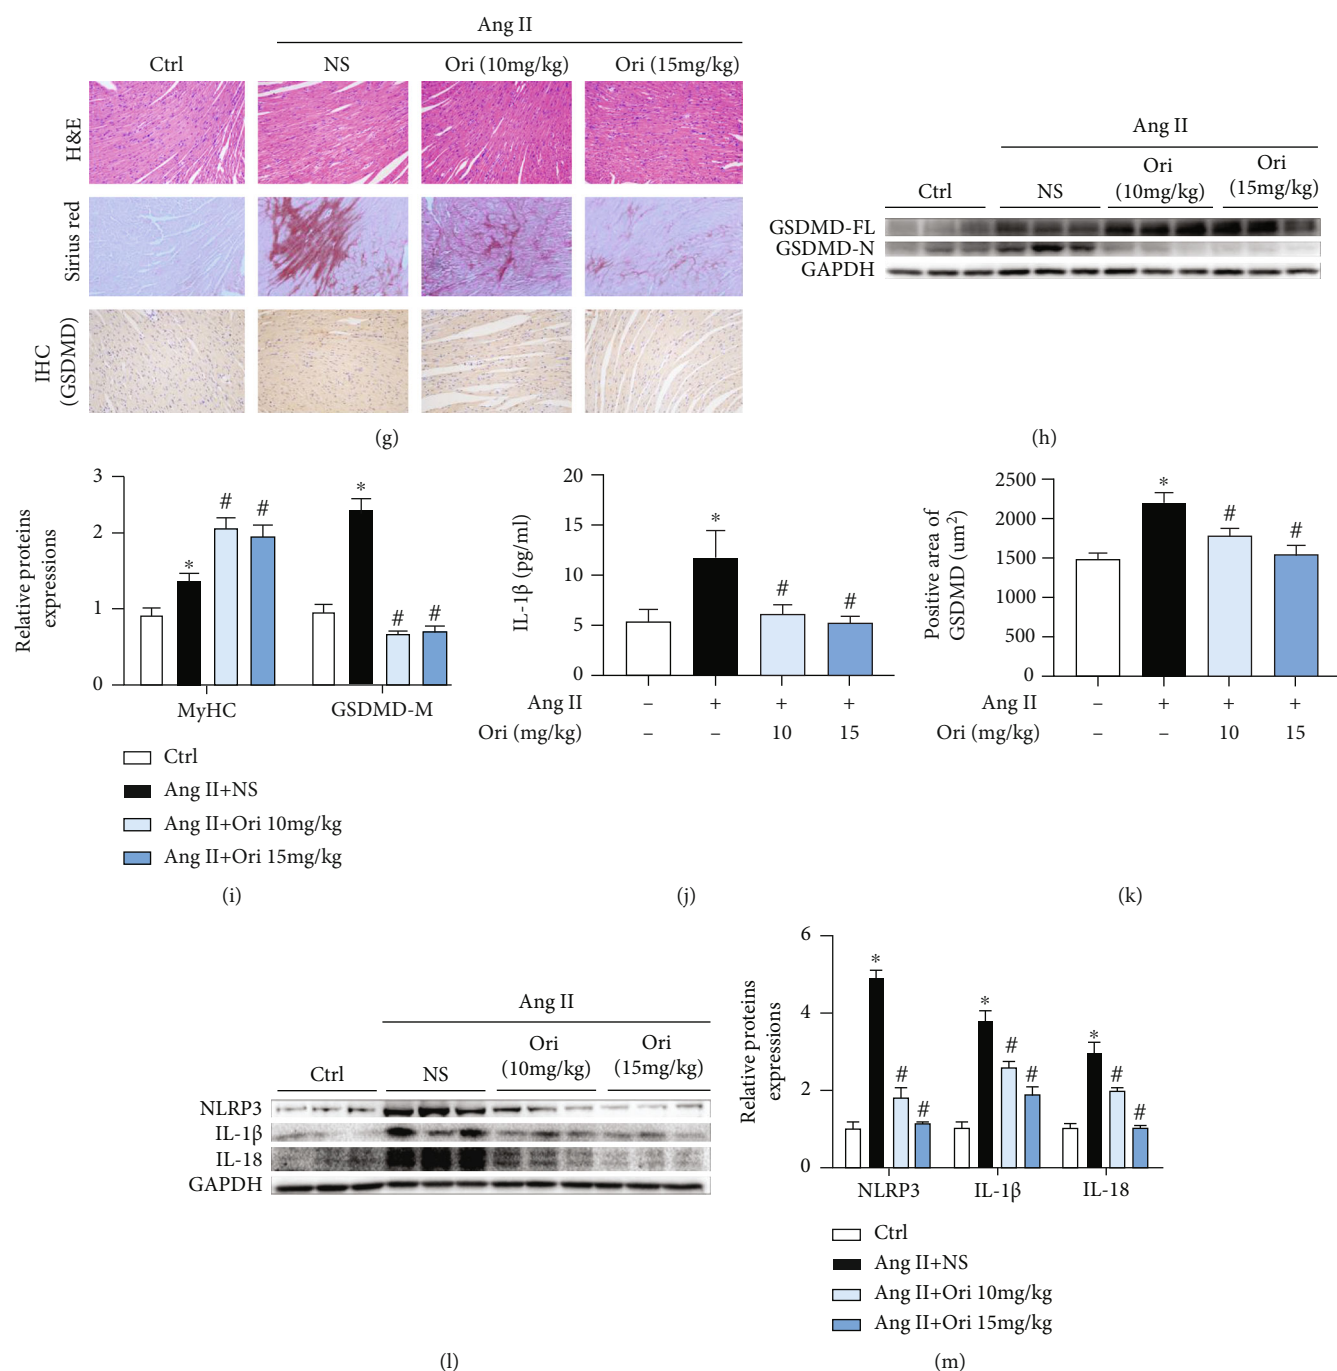 Ang II
Ctrl NS Ori (10mg/kg) Ori (15mg/kg)
H&E
Sirius red
IHC
(GSDMD)
(g)
Ang II
Ctrl NS Ori
(10mg/kg) Ori
(15mg/kg)
GSDMD-FL
GSDMD-N
GAPDH
(h)
Relative proteins
expressions
3
2
1
0
* # # * # #
MyHC GSDMD-M
Ctrl
Ang II+NS
Ang II+Ori 10mg/kg
Ang II+Ori 15mg/kg
(i)
IL-1β (pg/ml)
20
15
10
5
0
* # #
Ang II – + + +
Ori (mg/kg) – – 10 15
(j)
Positive area of
GSDMD (um²)
2500
2000
1500
1000
500
0
* # #
Ang II – + + +
Ori (mg/kg) – – 10 15
(k)
Ang II
Ctrl NS Ori
(10mg/kg) Ori
(15mg/kg)
NLRP3
IL-1β
IL-18
GAPDH
(l)
Relative proteins
expressions
6
4
2
0
* # # * # # * # #
NLRP3 IL-1β IL-18
Ctrl
Ang II+NS
Ang II+Ori 10mg/kg
Ang II+Ori 15mg/kg
(m)